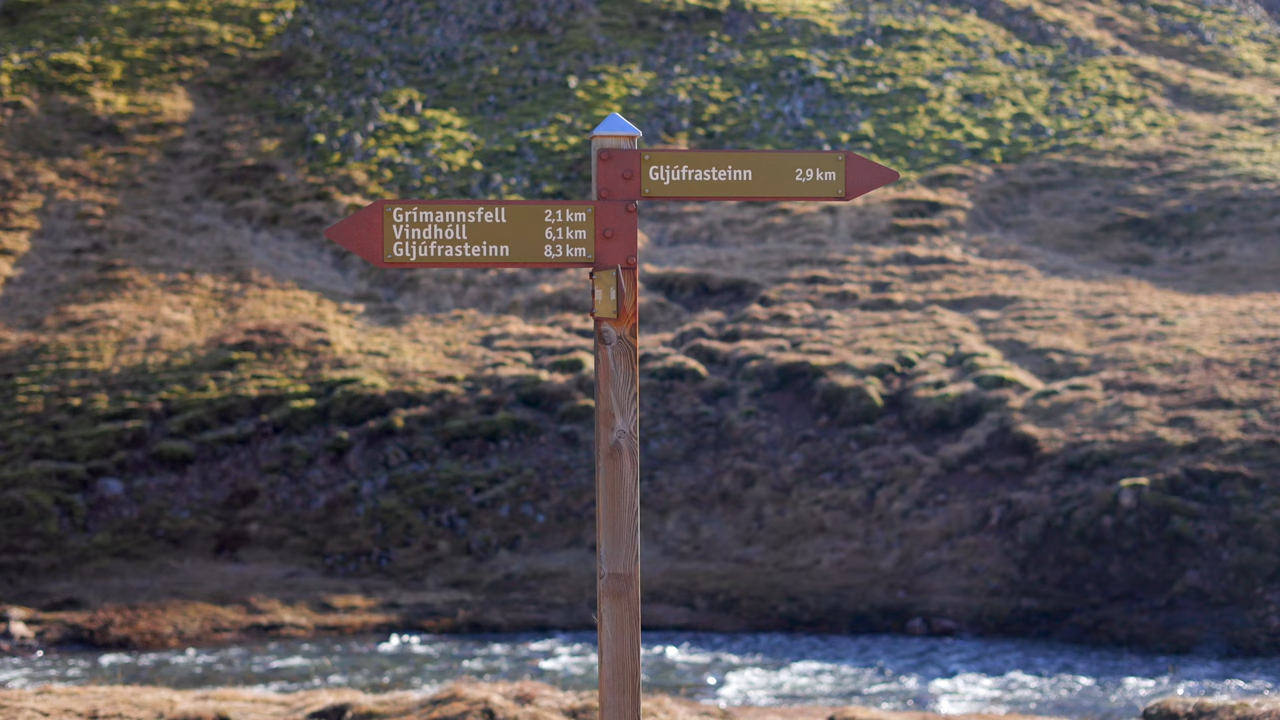 Gljúfrasteinn 2,9 km
Grímannsfell 2,1 km
Vindhóll 6,1 km
Gljúfrasteinn 8,3 km